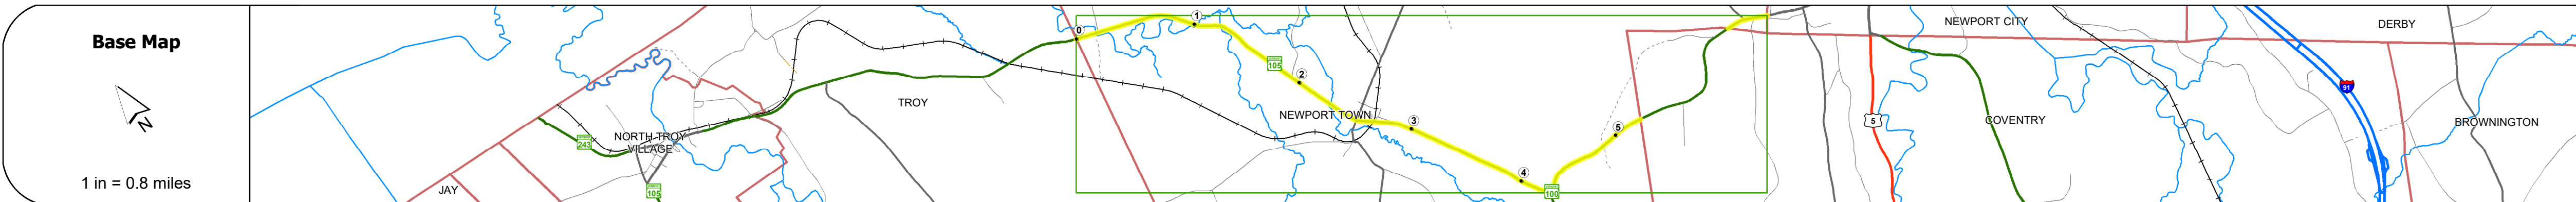 Base Map
N
1 in = 0.8 miles
JAY
243
NORTH TROY
VILLAGE
105
TROY
0
1
105
2
NEWPORT TOWN
3
4
100
5
5
NEWPORT CITY
COVENTRY
91
DERBY
BROWNINGTON